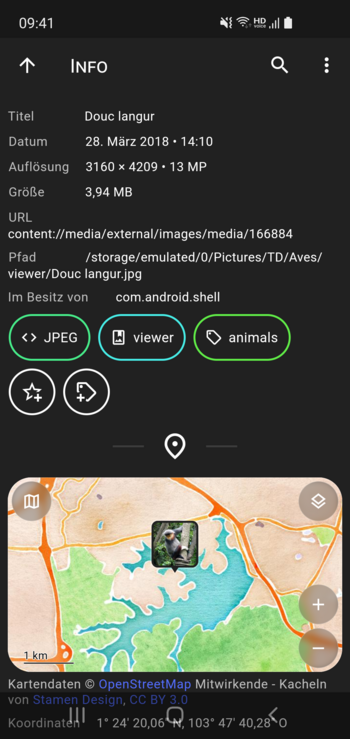 09:41
HD
VOICE
Info
Titel Douc langur
Datum 28. März 2018 • 14:10
Auflösung 3160 × 4209 • 13 MP
Größe 3,94 MB
URL
content://media/external/images/media/166884
Pfad /storage/emulated/0/Pictures/TD/Aves/
viewer/Douc langur.jpg
Im Besitz von com.android.shell
JPEG viewer animals
1 km
Kartendaten © OpenStreetMap Mitwirkende - Kacheln
von Stamen Design, CC BY 3.0
Koordinaten 1° 24′ 20,06″ N, 103° 47′ 40,28″ O